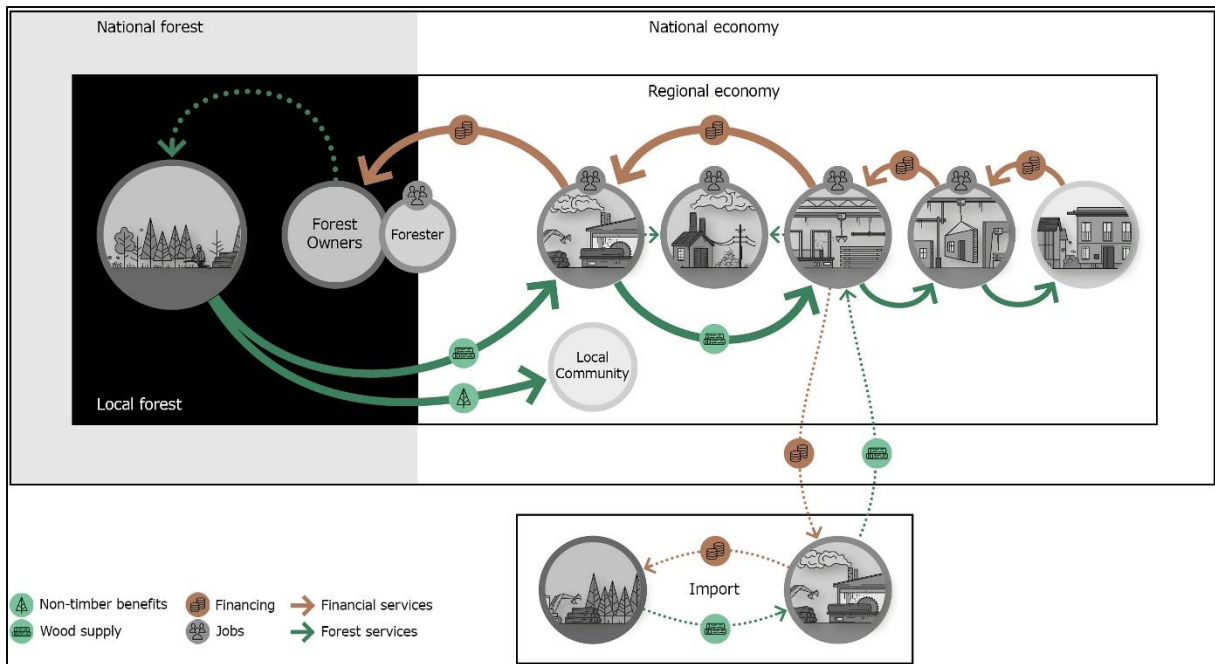 National forest
National economy
Regional economy
Forest
Owners
Forester
Local
Community
Local forest
Import
Non-timber benefits
Financing
Financial services
Wood supply
Jobs
Forest services